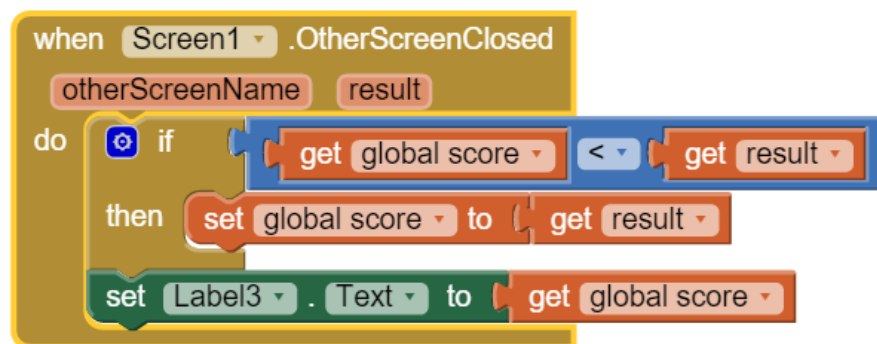 when Screen1 .OtherScreenClosed
otherScreenName result
do if get global score < get result
then set global score to get result
set Label3 . Text to get global score